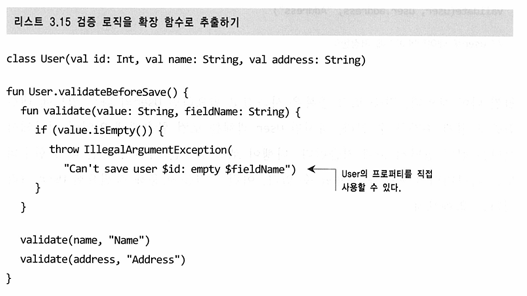 리스트 3.15 검증 로직을 확장 함수로 추출하기
class User(val id: Int, val name: String, val address: String)
fun User.validateBeforeSave() {
fun validate(value: String, fieldName: String) {
if (value.isEmpty()) {
throw IllegalArgumentException(
"Can't save user $id: empty $fieldName")
User의 프로퍼티를 직접
사용할 수 있다.
}
}
validate(name, "Name")
validate(address, "Address")
}